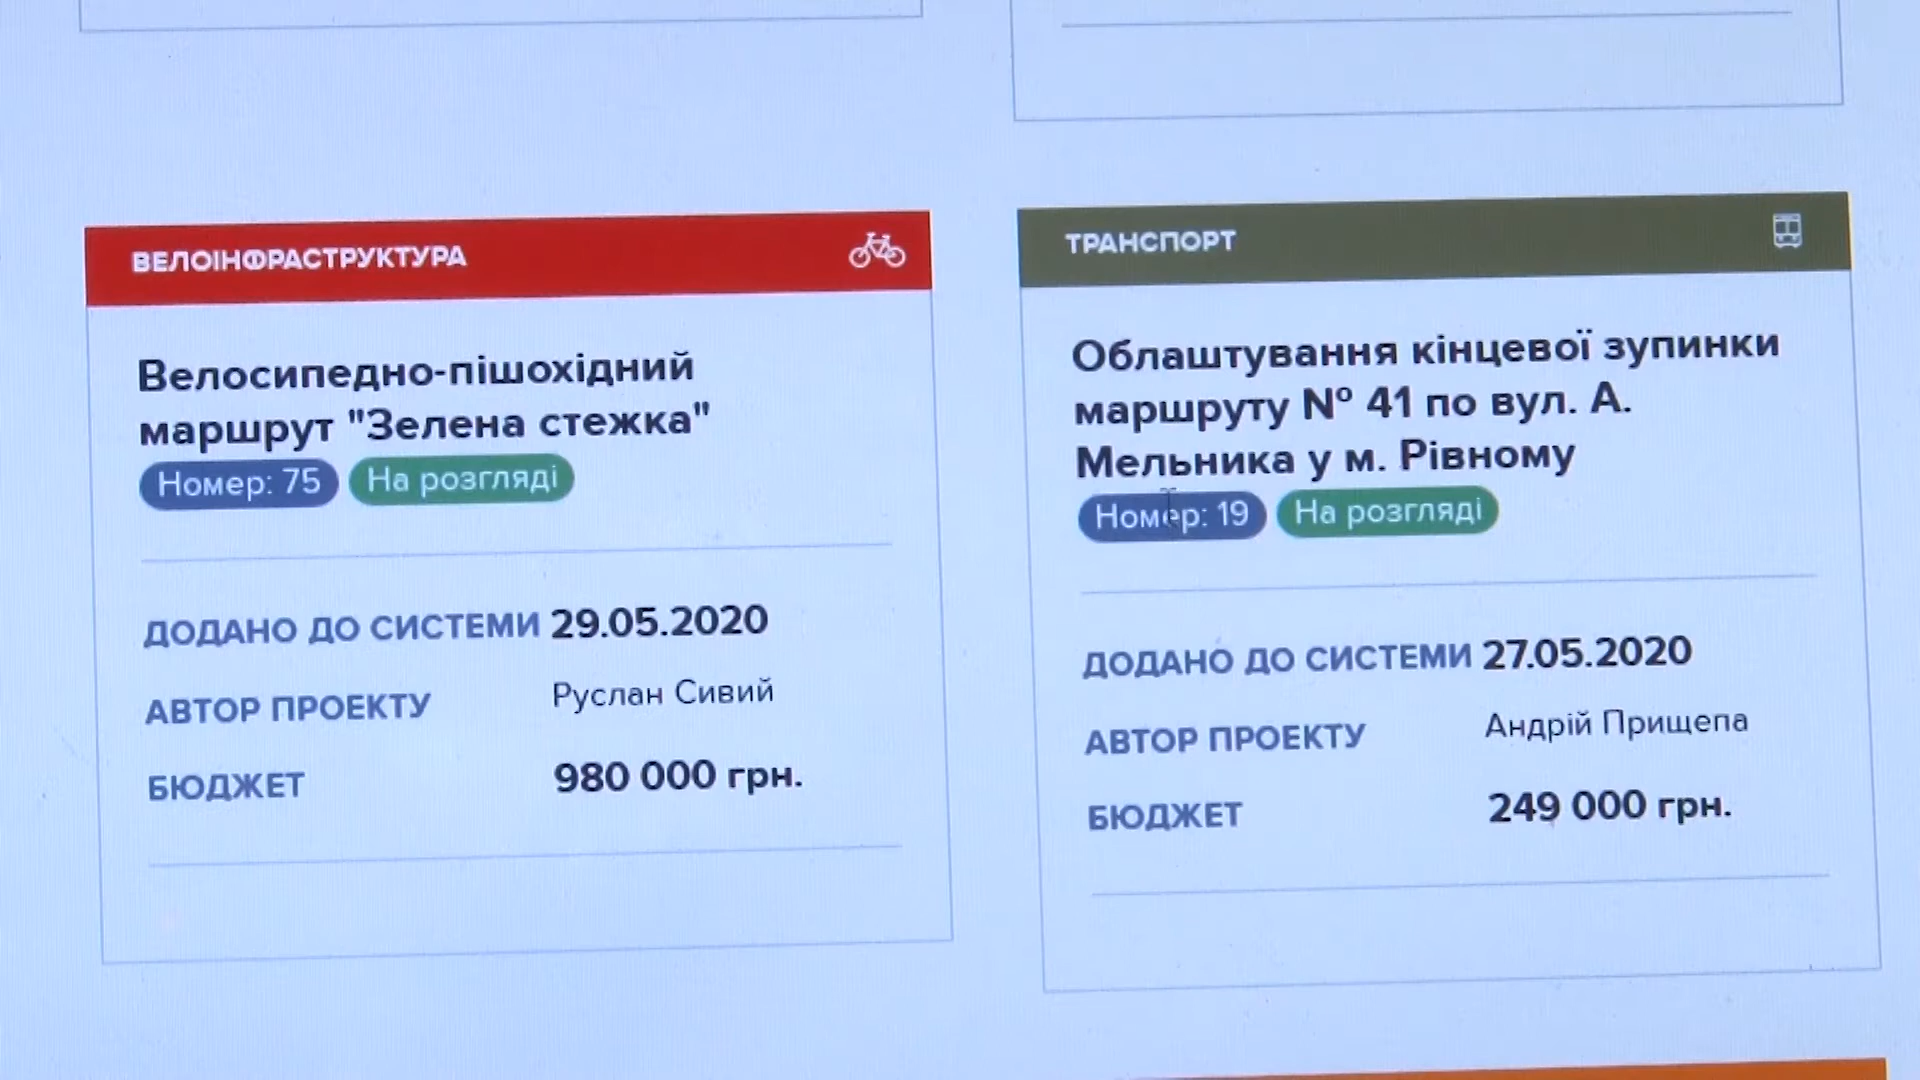 ВЕЛОІНФРАСТРУКТУРА
Велосипедно-пішохідний
маршрут "Зелена стежка"
Номер: 75 На розгляді
ДОДАНО ДО СИСТЕМИ 29.05.2020
АВТОР ПРОЕКТУ Руслан Сивий
БЮДЖЕТ 980 000 грн.
ТРАНСПОРТ
Облаштування кінцевої зупинки
маршруту № 41 по вул. А.
Мельника у м. Рівному
Номер: 19 На розгляді
ДОДАНО ДО СИСТЕМИ 27.05.2020
АВТОР ПРОЕКТУ Андрій Прищепа
БЮДЖЕТ 249 000 грн.